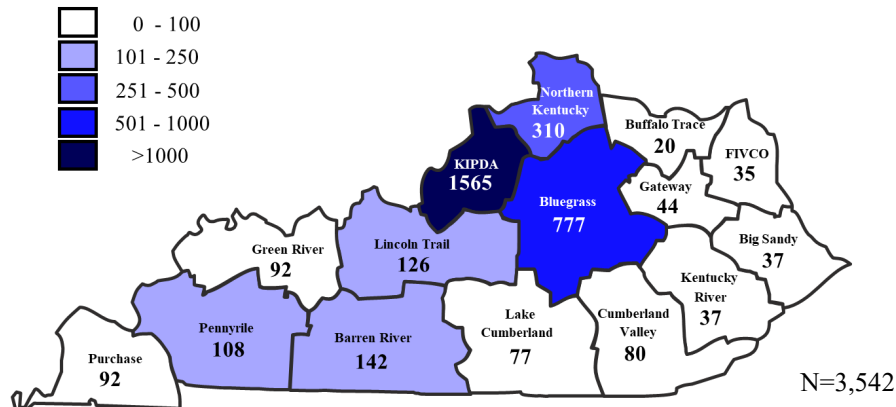 0 - 100
101 - 250
251 - 500
501 - 1000
>1000
Northern
Kentucky
310
Buffalo Trace
20
FIVCO
35
KIPDA
1565
Gateway
44
Bluegrass
777
Big Sandy
37
Green River
92
Lincoln Trail
126
Kentucky
River
37
Lake
Cumberland
77
Cumberland
Valley
80
Pennyrile
108
Barren River
142
Purchase
92
N=3,542